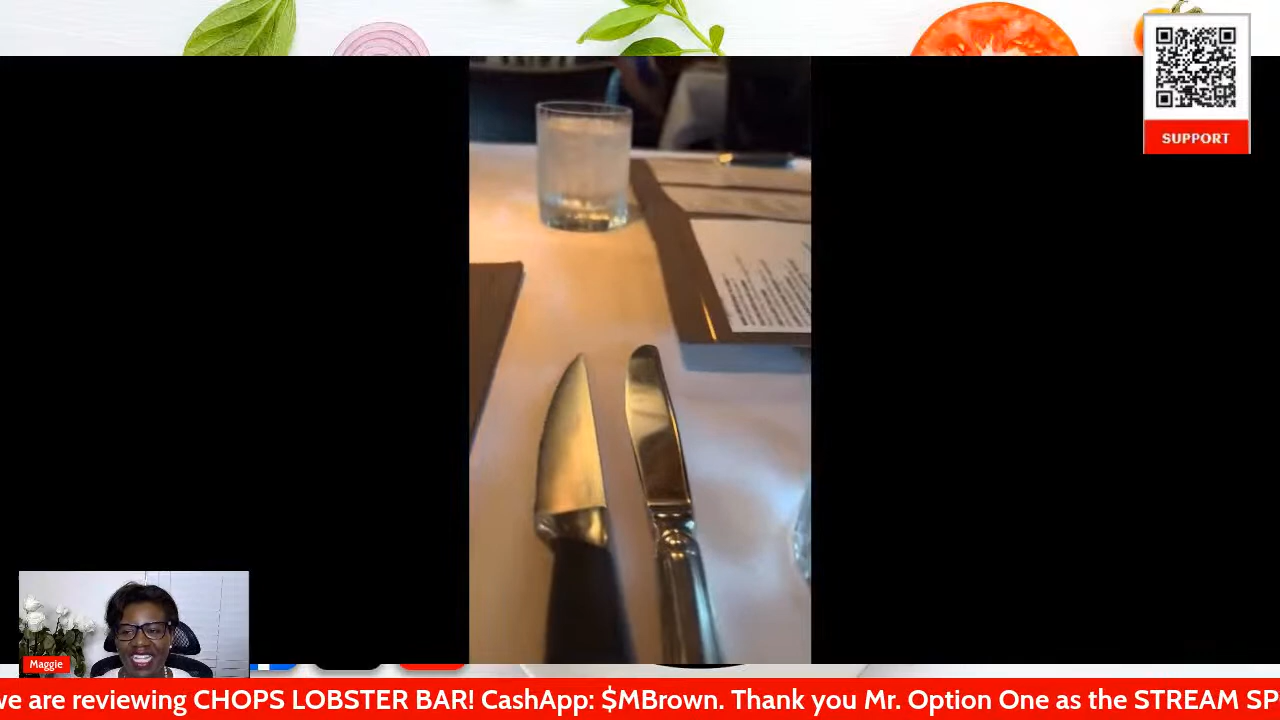 SUPPORT
Maggie
we are reviewing CHOPS LOBSTER BAR! CashApp: $MBrown. Thank you Mr. Option One as the STREAM SP